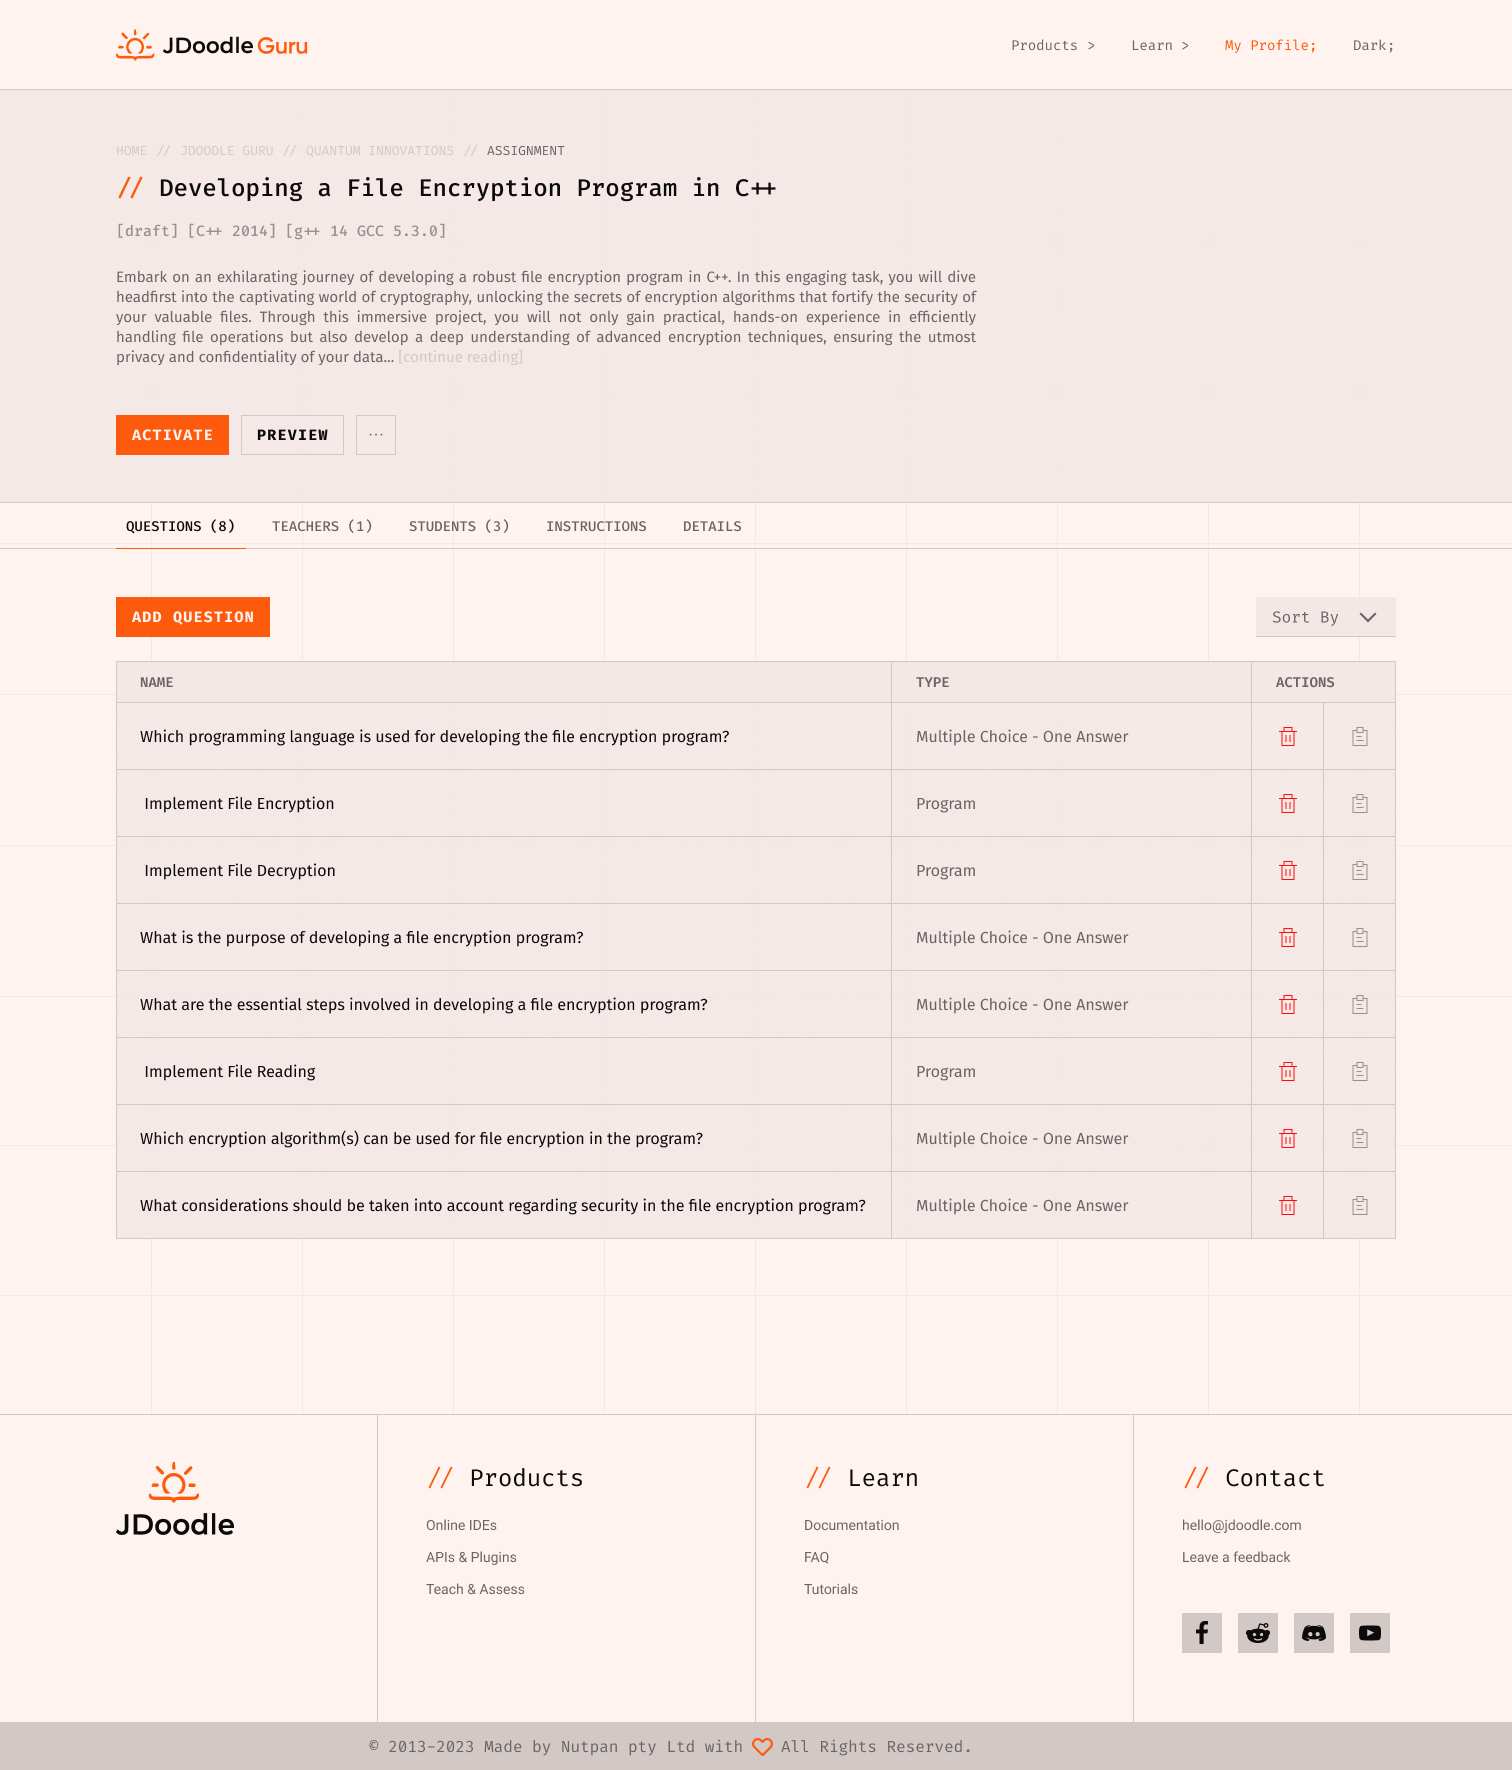 JDoodle Guru
Products >
Learn >
My Profile;
Dark;
HOME // JDOODLE GURU // QUANTUM INNOVATIONS // ASSIGNMENT
// Developing a File Encryption Program in C++
[draft] [C++ 2014] [g++ 14 GCC 5.3.0]
Embark on an exhilarating journey of developing a robust file encryption program in C++. In this engaging task, you will dive
headfirst into the captivating world of cryptography, unlocking the secrets of encryption algorithms that fortify the security of
your valuable files. Through this immersive project, you will not only gain practical, hands-on experience in efficiently
handling file operations but also develop a deep understanding of advanced encryption techniques, ensuring the utmost
privacy and confidentiality of your data... [continue reading]
ACTIVATE
PREVIEW
...
QUESTIONS (8)
TEACHERS (1)
STUDENTS (3)
INSTRUCTIONS
DETAILS
ADD QUESTION
Sort By
NAME
TYPE
ACTIONS
Which programming language is used for developing the file encryption program?
Multiple Choice - One Answer
Implement File Encryption
Program
Implement File Decryption
Program
What is the purpose of developing a file encryption program?
Multiple Choice - One Answer
What are the essential steps involved in developing a file encryption program?
Multiple Choice - One Answer
Implement File Reading
Program
Which encryption algorithm(s) can be used for file encryption in the program?
Multiple Choice - One Answer
What considerations should be taken into account regarding security in the file encryption program?
Multiple Choice - One Answer
JDoodle
// Products
Online IDEs
APIs & Plugins
Teach & Assess
// Learn
Documentation
FAQ
Tutorials
// Contact
hello@jdoodle.com
Leave a feedback
© 2013-2023 Made by Nutpan pty Ltd with All Rights Reserved.